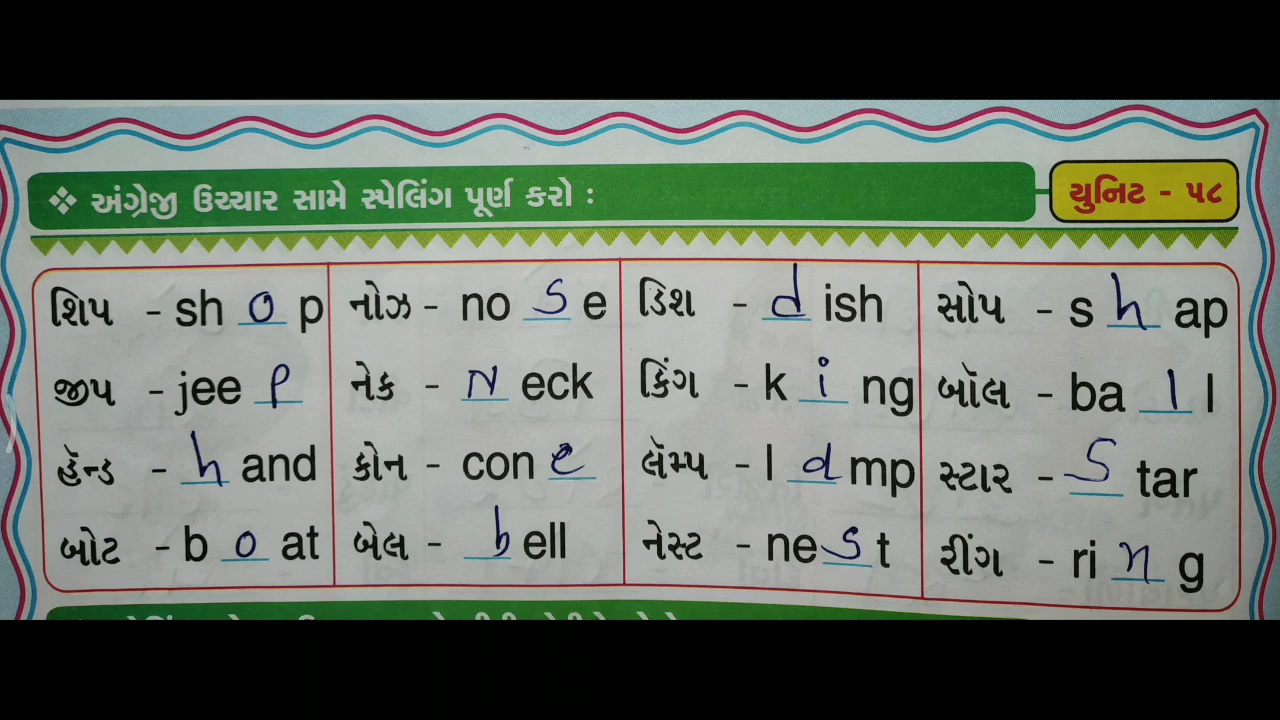 ❖ અંગ્રેજી ઉચ્ચાર સામે સ્પેલિંગ પૂર્ણ કરો :
યુનિટ - ૫૮
શિપ - sh o p
જીપ - jee p
હૅન્ડ - h and
બોટ - b o at
નોઝ - no s e
નેક - N eck
કોન - con e
બેલ - b ell
ડિશ - d ish
કિંગ - k i ng
લૅમ્પ - l a mp
નેસ્ટ - ne s t
સોપ - s h ap
બૉલ - ba l l
સ્ટાર - S tar
રીંગ - ri n g